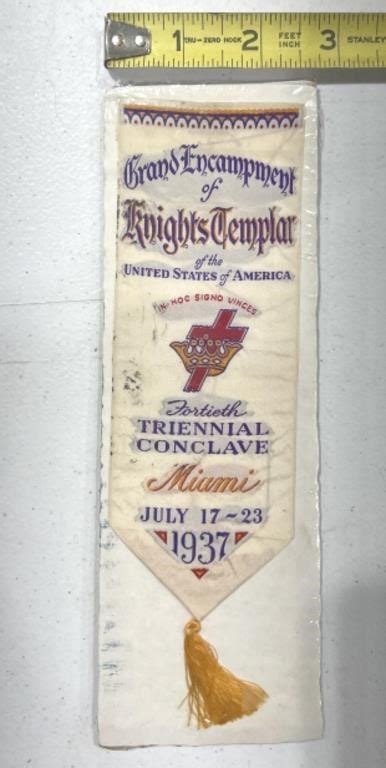 1 TRU-ZERO HOOK 2 FEET INCH 3 STANLEY
Grand Encampment
of
Knights Templar
of the
UNITED STATES of AMERICA
IN HOC SIGNO VINCES
Fortieth
TRIENNIAL
CONCLAVE
Miami
JULY 17~23
1937